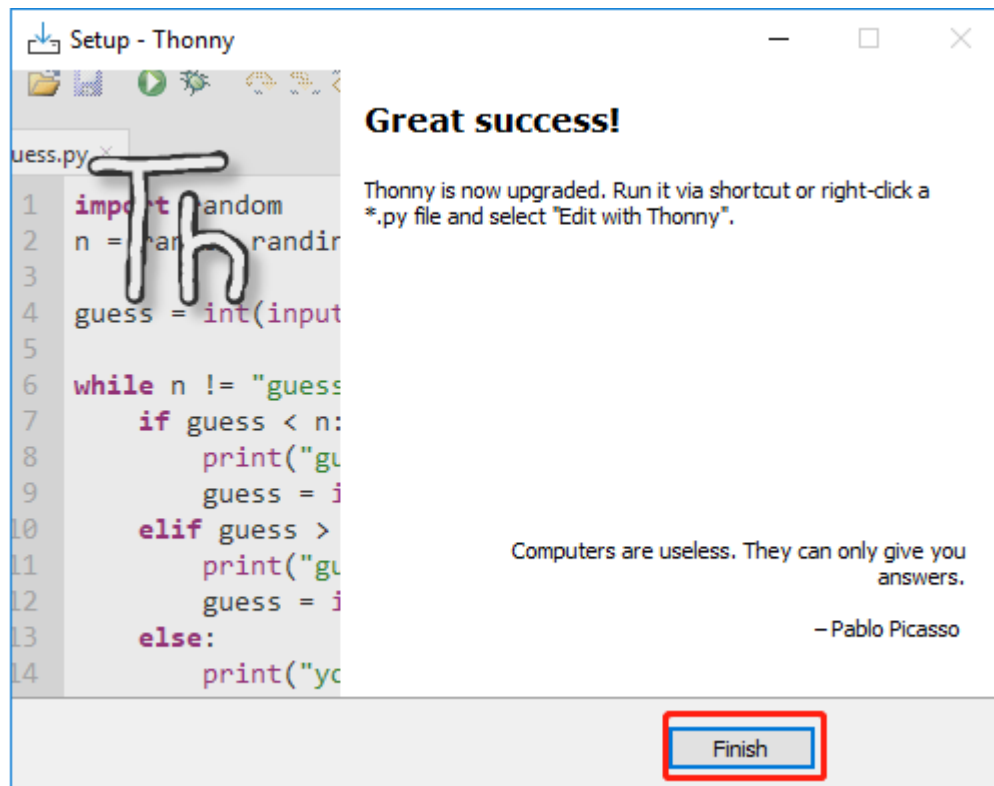 Setup - Thonny
Great success!
uess.py ×
Th
Thonny is now upgraded. Run it via shortcut or right-click a
*.py file and select "Edit with Thonny".
1 import random
2 n = randin
3
4 guess = int(input
5
6 while n != "guess
7 if guess < n:
8 print("gu
9 guess = i
10 elif guess >
11 print("gu
12 guess = i
13 else:
14 print("yo
Computers are useless. They can only give you
answers.
– Pablo Picasso
Finish